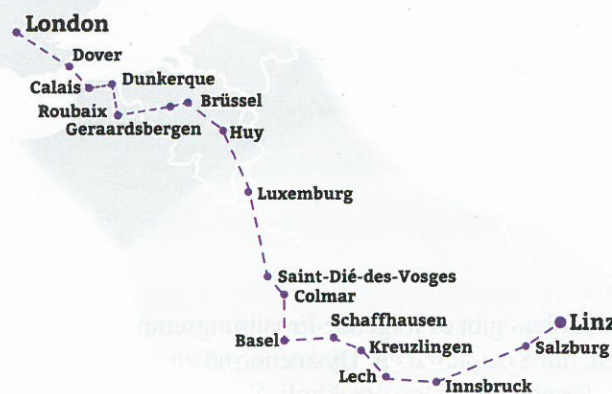 London
Dover
Calais
Dunkerque
Roubaix
Brüssel
Geraardsbergen
Huy
Luxemburg
Saint-Dié-des-Vosges
Colmar
Schaffhausen
Linz
Basel
Kreuzlingen
Salzburg
Lech
Innsbruck